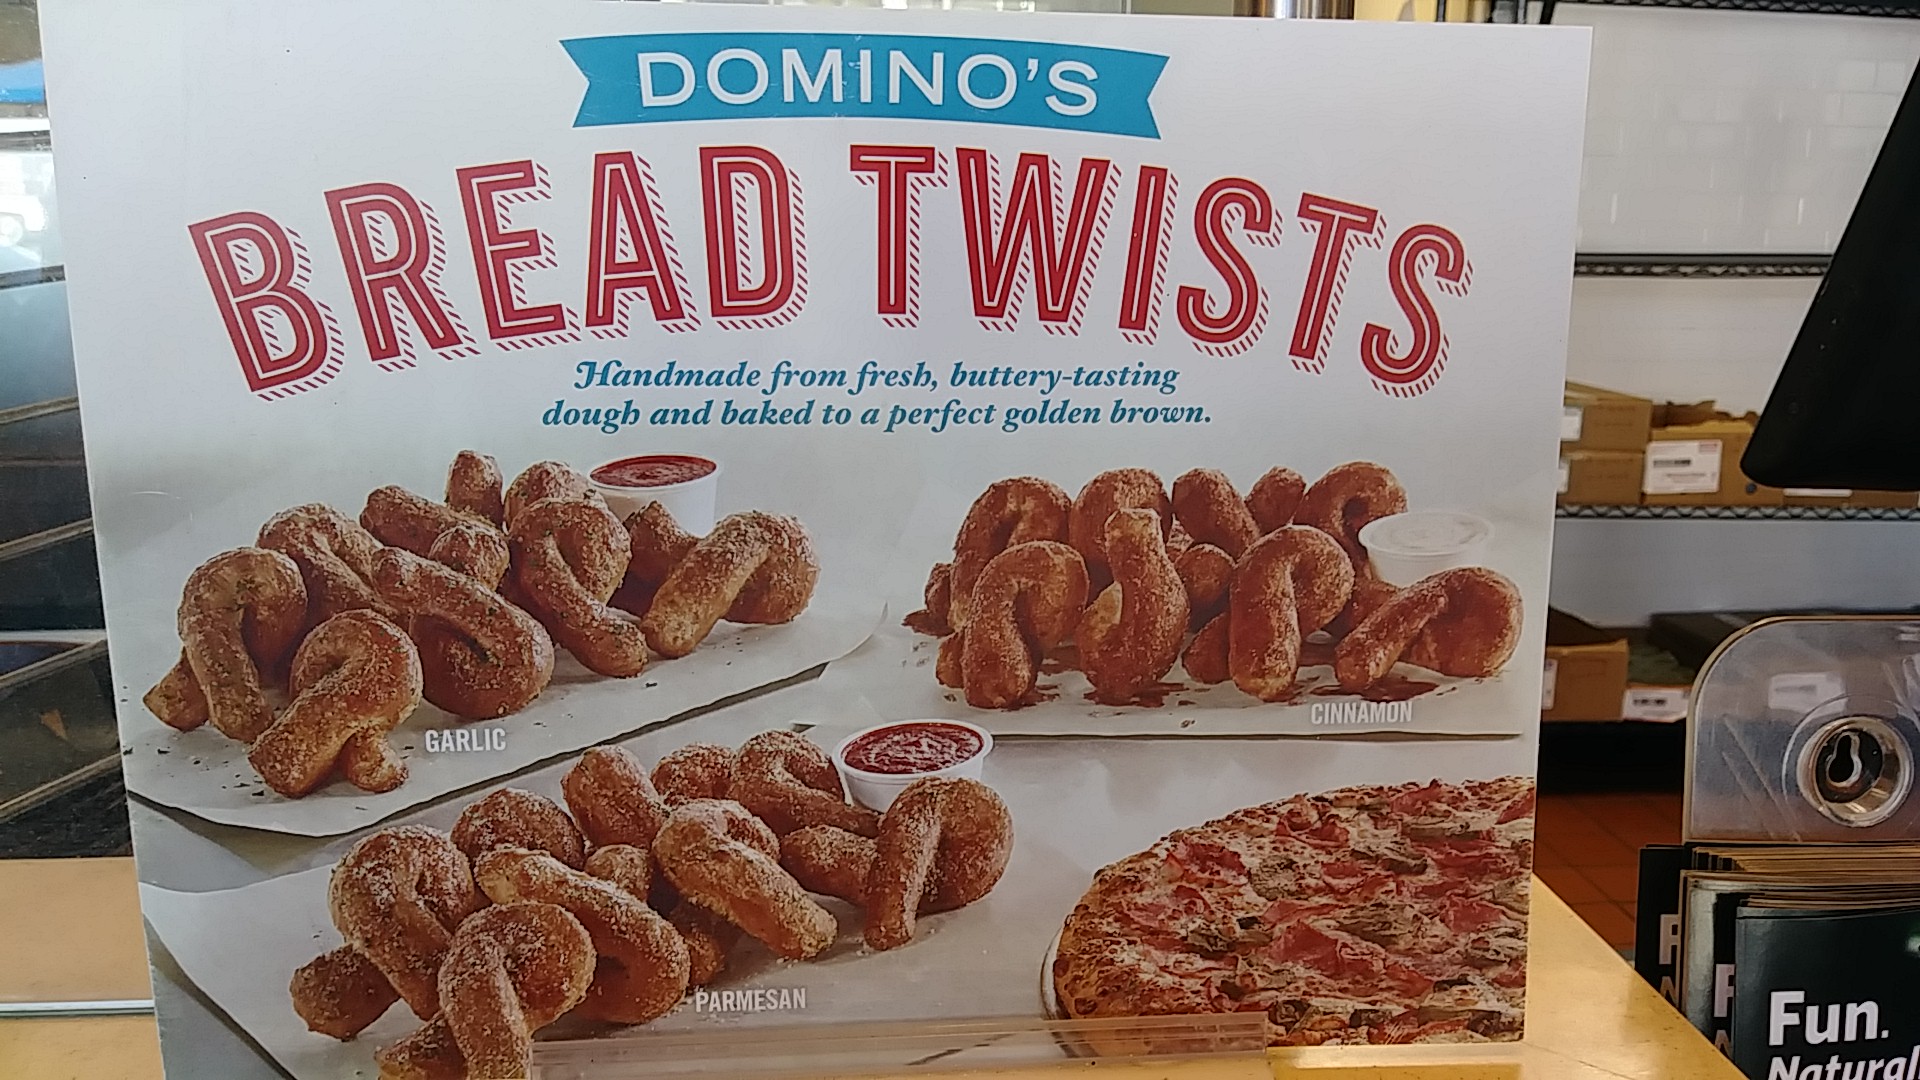 DOMINO'S
BREAD TWISTS
Handmade from fresh, buttery-tasting
dough and baked to a perfect golden brown.
GARLIC
CINNAMON
PARMESAN
Fun.
Natural